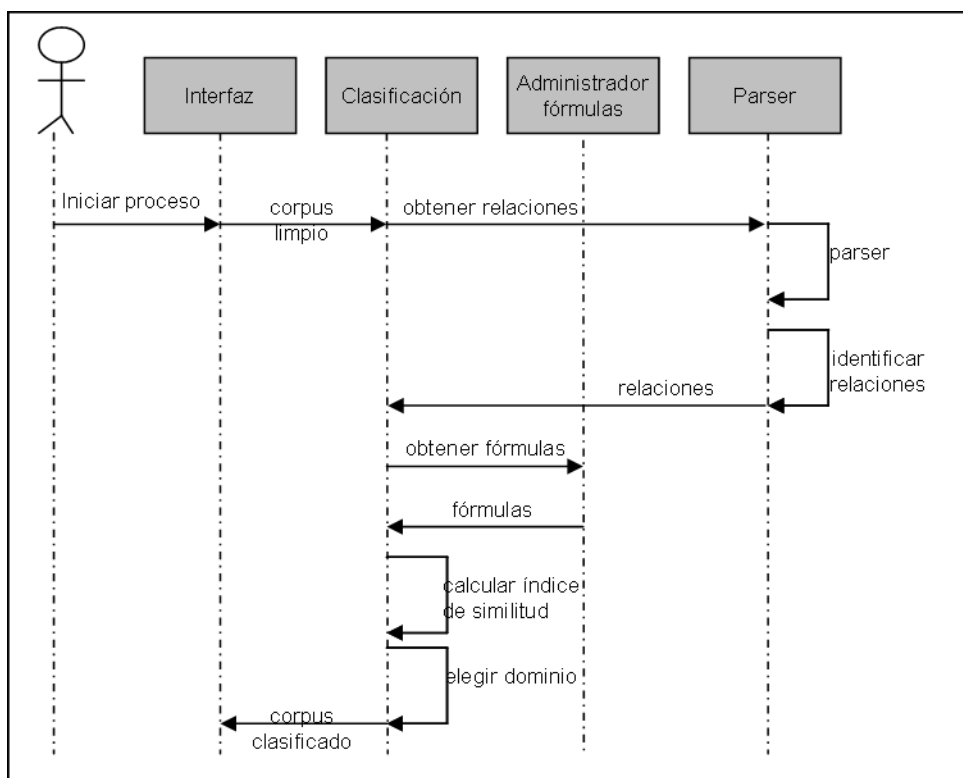 Interfaz
Clasificación
Administrador
fórmulas
Parser
Iniciar proceso
corpus
limpio
obtener relaciones
parser
identificar
relaciones
relaciones
obtener fórmulas
fórmulas
calcular índice
de similitud
elegir dominio
corpus
clasificado